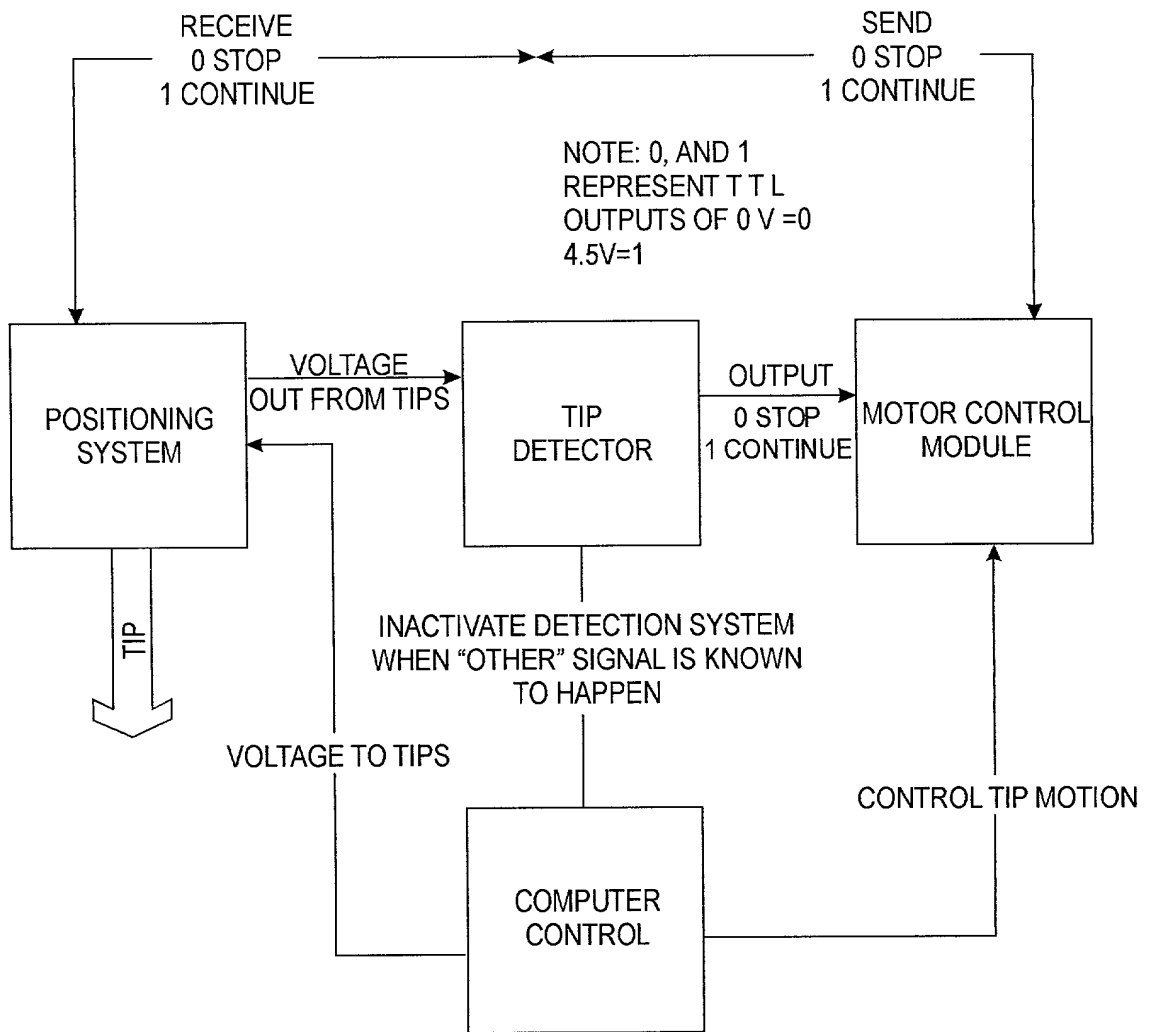 RECEIVE
0 STOP
1 CONTINUE
SEND
0 STOP
1 CONTINUE
NOTE: 0, AND 1
REPRESENT T T L
OUTPUTS OF 0 V =0
4.5V=1
POSITIONING
SYSTEM
VOLTAGE
OUT FROM TIPS
TIP
DETECTOR
OUTPUT
0 STOP
1 CONTINUE
MOTOR CONTROL
MODULE
TIP
INACTIVATE DETECTION SYSTEM
WHEN “OTHER” SIGNAL IS KNOWN
TO HAPPEN
VOLTAGE TO TIPS
CONTROL TIP MOTION
COMPUTER
CONTROL